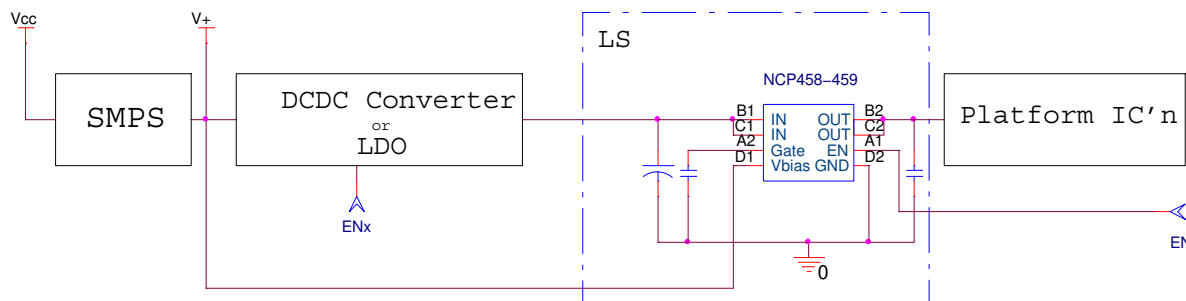 Vcc
V+
LS
NCP458-459
SMPS
DCDC Converter
or
LDO
Platform IC'n
B1
C1
A2
D1
IN
IN
Gate
Vbias
OUT
OUT
EN
GND
B2
C2
A1
D2
ENx
EN
0